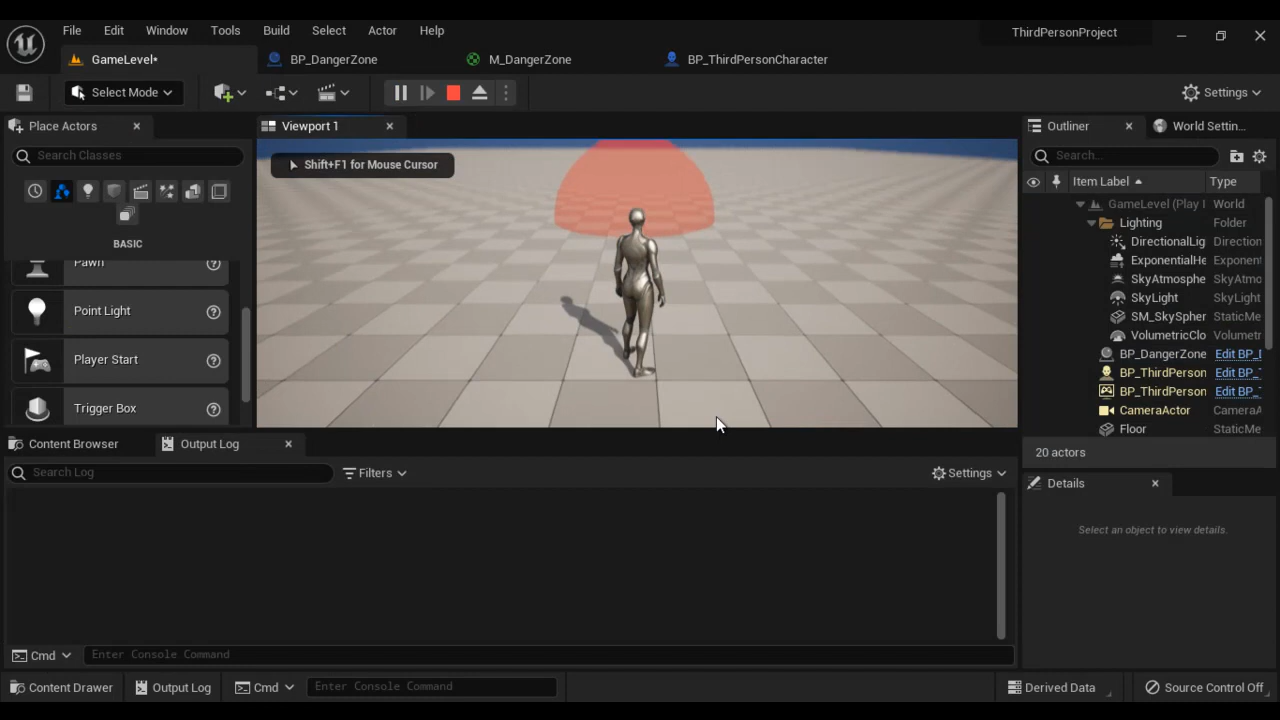 File Edit Window Tools Build Select Actor Help
ThirdPersonProject
GameLevel* BP_DangerZone M_DangerZone BP_ThirdPersonCharacter
Select Mode
Settings
Place Actors
Viewport 1
Outliner
World Settin...
Search Classes
Shift+F1 for Mouse Cursor
Search...
Item Label Type
BASIC
GameLevel (Play I World
Lighting Folder
DirectionalLig Direction
ExponentialHe Exponent
SkyAtmosphe SkyAtmo
SkyLight SkyLight
SM_SkySpher StaticMe
VolumetricClo Volumetr
BP_DangerZone Edit BP_
BP_ThirdPerson Edit BP_
BP_ThirdPerson Edit BP_
CameraActor CameraA
Floor StaticMe
20 actors
Pawn
Point Light
Player Start
Trigger Box
Content Browser Output Log
Search Log
Filters
Settings
Details
Select an object to view details.
Cmd Enter Console Command
Content Drawer Output Log Cmd Enter Console Command
Derived Data Source Control Off